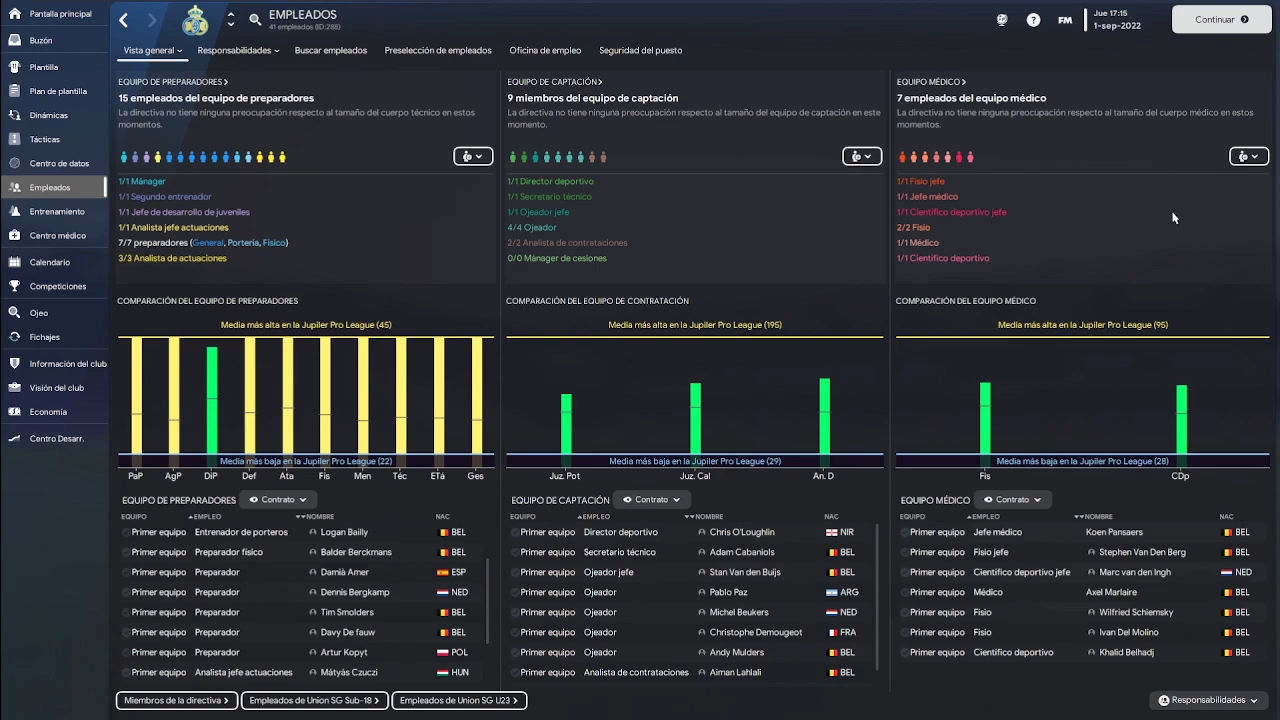 Pantalla principal
Buzón
Plantilla
Plan de plantilla
Dinámicas
Tácticas
Centro de datos
Empleados
Entrenamiento
Centro médico
Calendario
Competiciones
Ojeo
Fichajes
Información del club
Visión del club
Economía
Centro Desarr.
EMPLEADOS
41 empleados (ID:288)
FM
Jue 17:15
1-sep-2022
Continuar
Vista general
Responsabilidades
Buscar empleados
Preselección de empleados
Oficina de empleo
Seguridad del puesto
EQUIPO DE PREPARADORES
15 empleados del equipo de preparadores
La directiva no tiene ninguna preocupación respecto al tamaño del cuerpo técnico en estos
momentos.
1/1 Mánager
1/1 Segundo entrenador
1/1 Jefe de desarrollo de juveniles
1/1 Analista jefe actuaciones
7/7 preparadores (General, Portería, Físico)
3/3 Analista de actuaciones
EQUIPO DE CAPTACIÓN
9 miembros del equipo de captación
La directiva no tiene ninguna preocupación respecto al tamaño del equipo de captación en este
momento.
1/1 Director deportivo
1/1 Secretario técnico
1/1 Ojeador jefe
4/4 Ojeador
2/2 Analista de contrataciones
0/0 Mánager de cesiones
EQUIPO MÉDICO
7 empleados del equipo médico
La directiva no tiene ninguna preocupación respecto al tamaño del cuerpo médico en estos
momentos.
1/1 Fisio jefe
1/1 Jefe médico
1/1 Científico deportivo jefe
2/2 Fisio
1/1 Médico
1/1 Científico deportivo
COMPARACIÓN DEL EQUIPO DE PREPARADORES
Media más alta en la Jupiler Pro League (45)
Media más baja en la Jupiler Pro League (22)
PaP AgP DiP Def Ata Fis Men Téc ETá Ges
COMPARACIÓN DEL EQUIPO DE CONTRATACIÓN
Media más alta en la Jupiler Pro League (195)
Media más baja en la Jupiler Pro League (29)
Juz. Pot Juz. Cal An. D
COMPARACIÓN DEL EQUIPO MÉDICO
Media más alta en la Jupiler Pro League (95)
Media más baja en la Jupiler Pro League (28)
Fis CDp
EQUIPO DE PREPARADORES Contrato
EQUIPO EMPLEO NOMBRE NAC
Primer equipo Entrenador de porteros Logan Bailly BEL
Primer equipo Preparador físico Balder Berckmans BEL
Primer equipo Preparador Damià Amer ESP
Primer equipo Preparador Dennis Bergkamp NED
Primer equipo Preparador Tim Smolders BEL
Primer equipo Preparador Davy De fauw BEL
Primer equipo Preparador Artur Kopyt POL
Primer equipo Analista jefe actuaciones Mátyás Czuczi HUN
EQUIPO DE CAPTACIÓN Contrato
EQUIPO EMPLEO NOMBRE NAC
Primer equipo Director deportivo Chris O'Loughlin NIR
Primer equipo Secretario técnico Adam Cabaniols BEL
Primer equipo Ojeador jefe Stan Van den Buijs BEL
Primer equipo Ojeador Pablo Paz ARG
Primer equipo Ojeador Michel Beukers NED
Primer equipo Ojeador Christophe Demougeot FRA
Primer equipo Ojeador Andy Mulders BEL
Primer equipo Analista de contrataciones Aiman Lahlali BEL
EQUIPO MÉDICO Contrato
EQUIPO EMPLEO NOMBRE NAC
Primer equipo Jefe médico Koen Pensaers BEL
Primer equipo Fisio jefe Stephen Van Den Berg BEL
Primer equipo Científico deportivo jefe Marc van den Ingh NED
Primer equipo Médico Axel Marlaire BEL
Primer equipo Fisio Wilfried Schiemsky BEL
Primer equipo Fisio Ivan Del Molino BEL
Primer equipo Científico deportivo Khalid Belhadj BEL
Miembros de la directiva
Empleados de Union SG Sub-18
Empleados de Union SG U23
Responsabilidades